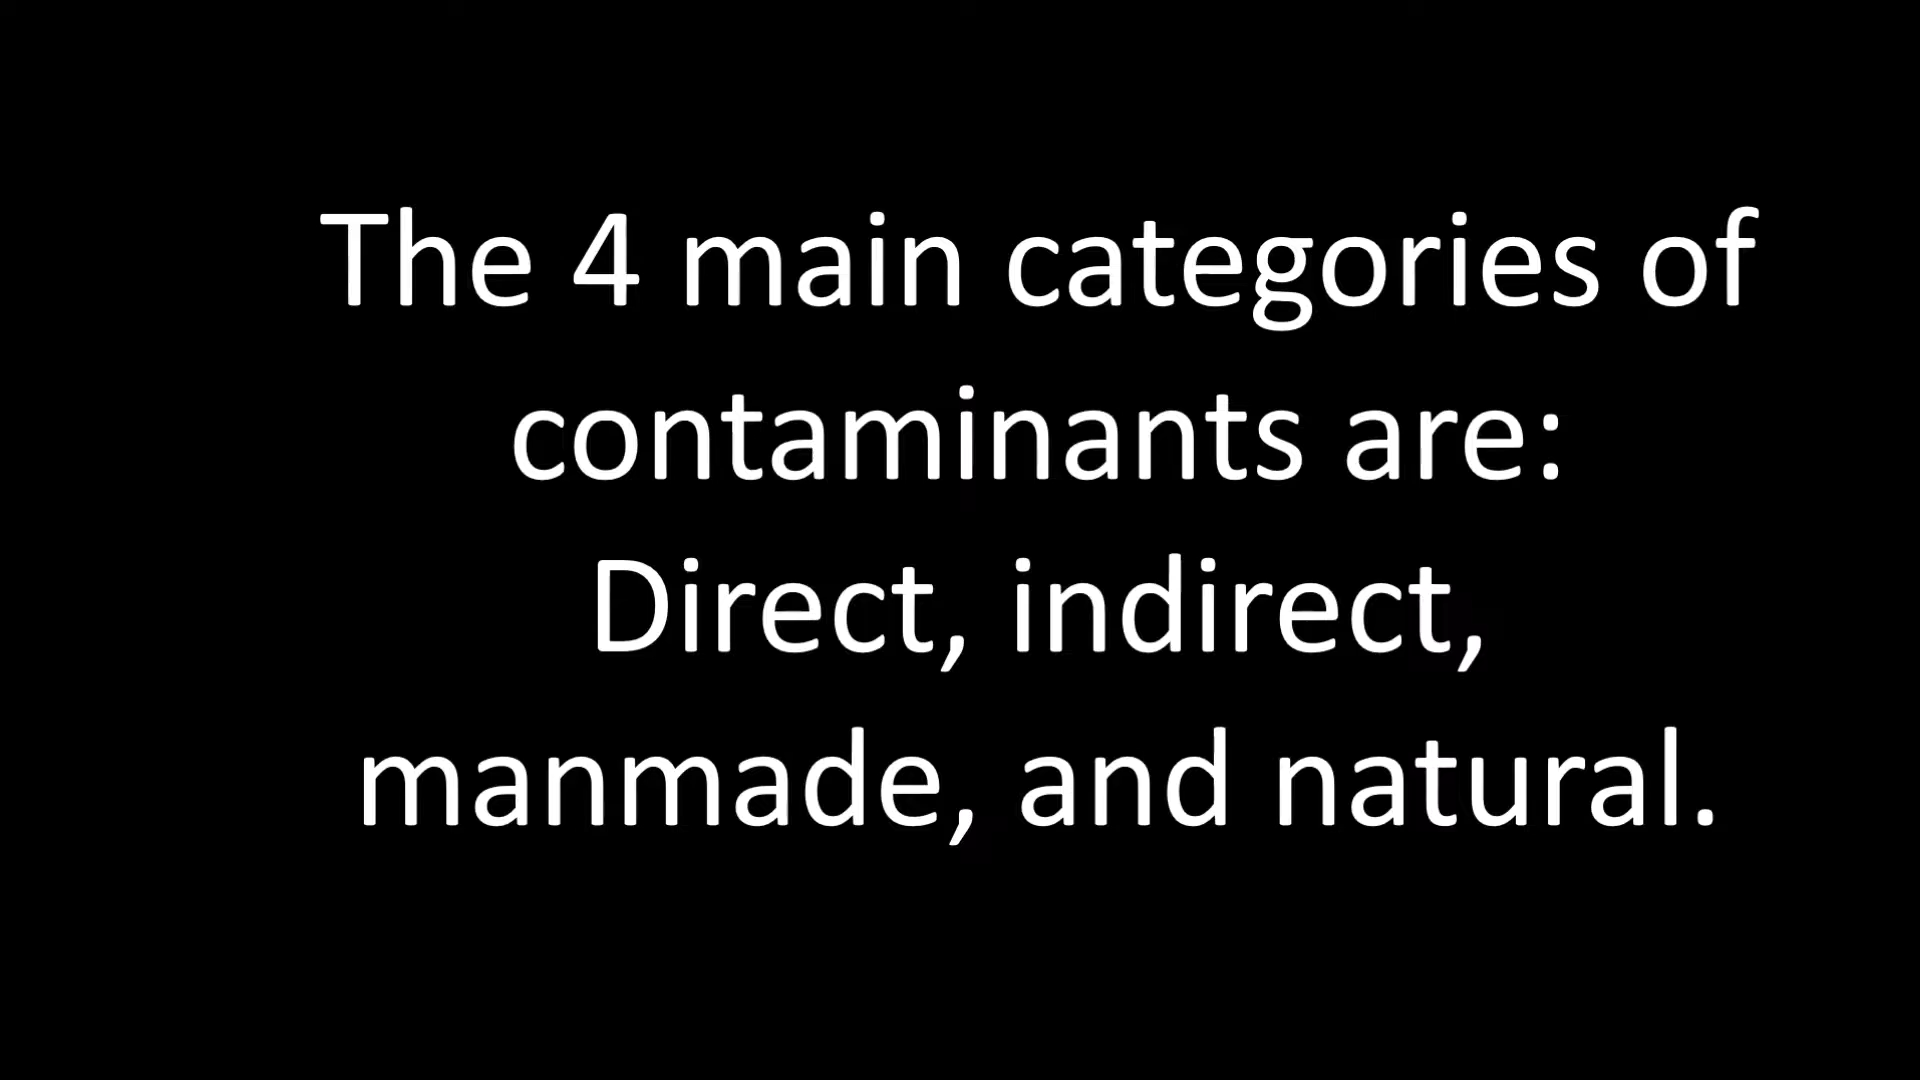 The 4 main categories of
contaminants are:
Direct, indirect,
manmade, and natural.